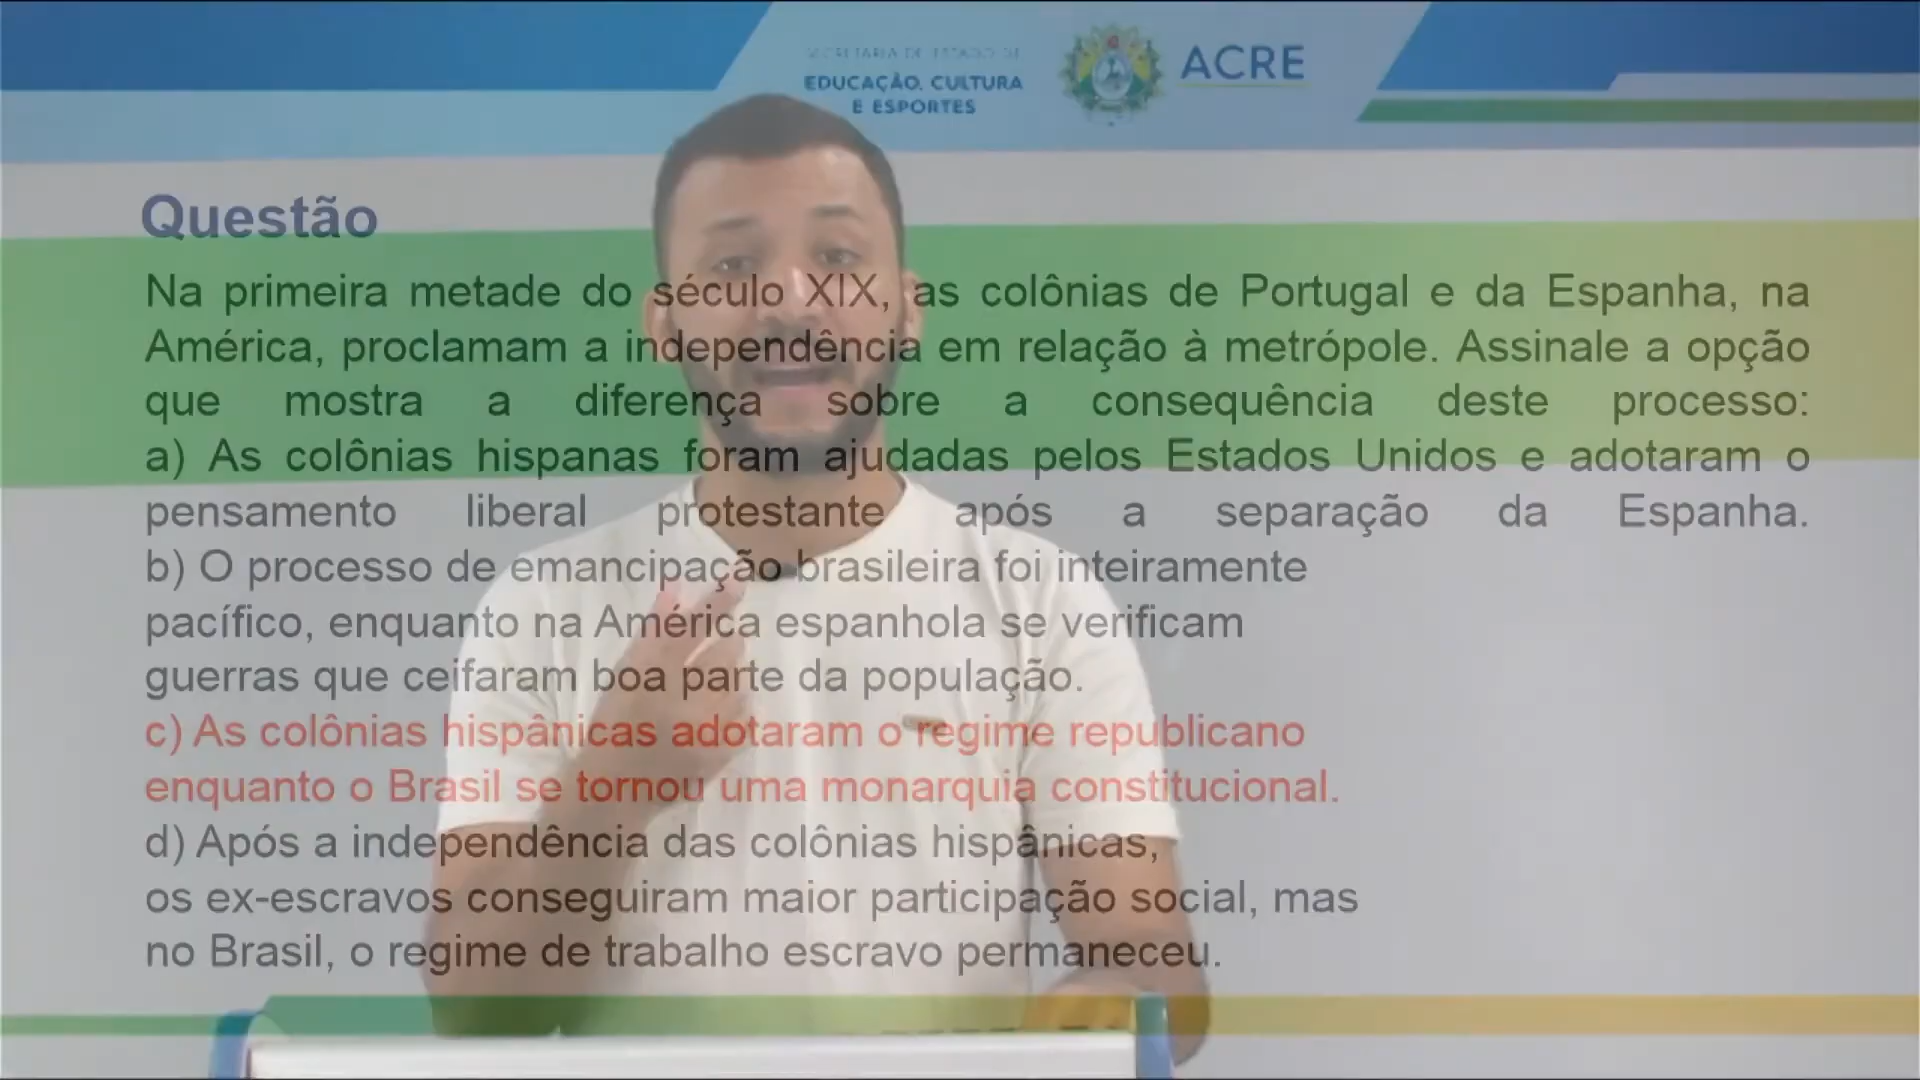 SECRETARIA DE ESTADO DE
EDUCAÇÃO, CULTURA
E ESPORTES
ACRE
Questão
Na primeira metade do século XIX, as colônias de Portugal e da Espanha, na
América, proclamam a independência em relação à metrópole. Assinale a opção
que mostra a diferença sobre a consequência deste processo:
a) As colônias hispanas foram ajudadas pelos Estados Unidos e adotaram o
pensamento liberal protestante após a separação da Espanha.
b) O processo de emancipação brasileira foi inteiramente
pacífico, enquanto na América espanhola se verificam
guerras que ceifaram boa parte da população.
c) As colônias hispânicas adotaram o regime republicano
enquanto o Brasil se tornou uma monarquia constitucional.
d) Após a independência das colônias hispânicas,
os ex-escravos conseguiram maior participação social, mas
no Brasil, o regime de trabalho escravo permaneceu.